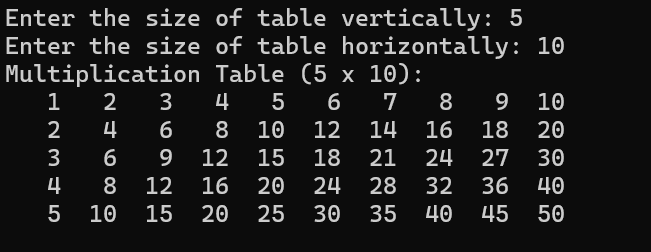 Enter the size of table vertically: 5
Enter the size of table horizontally: 10
Multiplication Table (5 x 10):
   1   2   3   4   5   6   7   8   9  10
   2   4   6   8  10  12  14  16  18  20
   3   6   9  12  15  18  21  24  27  30
   4   8  12  16  20  24  28  32  36  40
   5  10  15  20  25  30  35  40  45  50